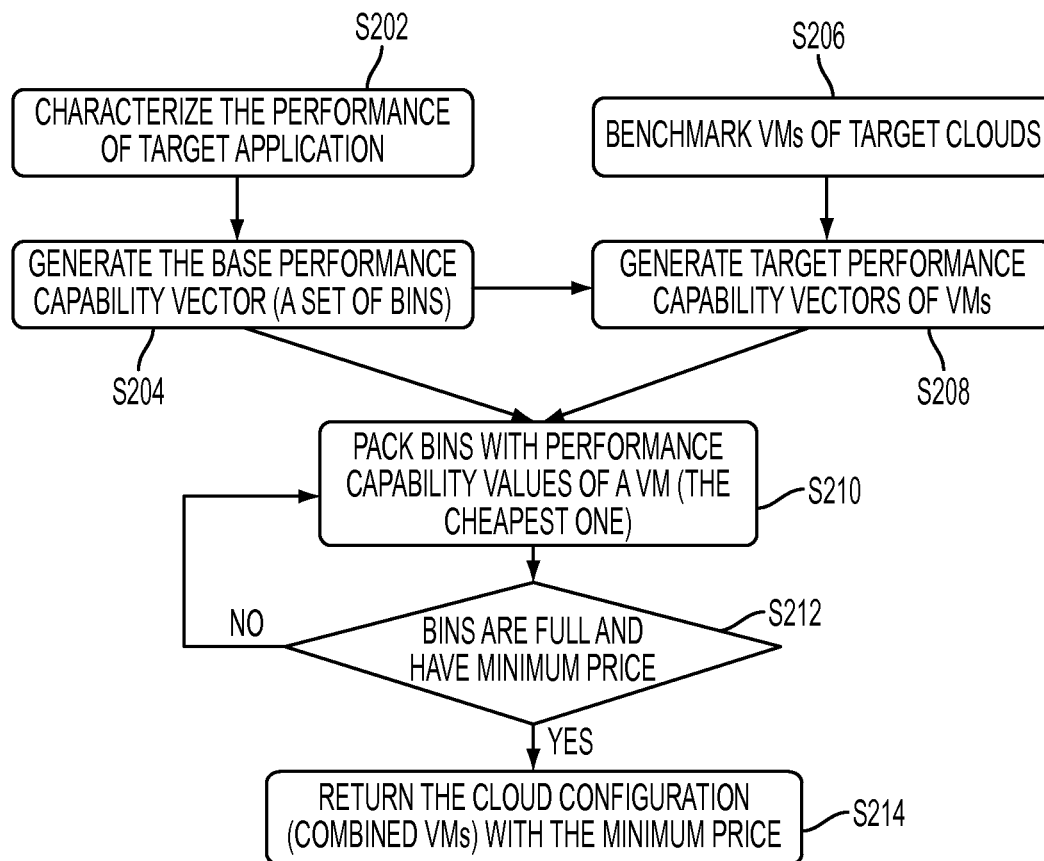 S202
S206
CHARACTERIZE THE PERFORMANCE
OF TARGET APPLICATION
BENCHMARK VMs OF TARGET CLOUDS
GENERATE THE BASE PERFORMANCE
CAPABILITY VECTOR (A SET OF BINS)
GENERATE TARGET PERFORMANCE
CAPABILITY VECTORS OF VMs
S204
S208
PACK BINS WITH PERFORMANCE
CAPABILITY VALUES OF A VM (THE
CHEAPEST ONE)
S210
NO
BINS ARE FULL AND
HAVE MINIMUM PRICE
S212
YES
RETURN THE CLOUD CONFIGURATION
(COMBINED VMs) WITH THE MINIMUM PRICE
S214